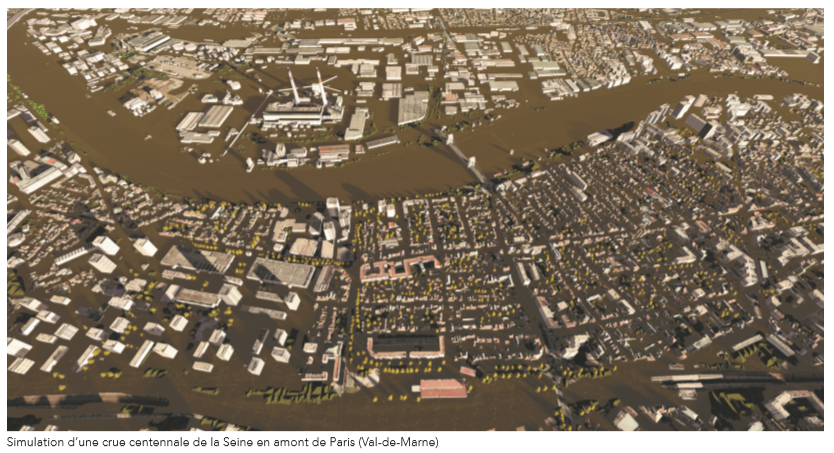 Simulation d’une crue centennale de la Seine en amont de Paris (Val-de-Marne)